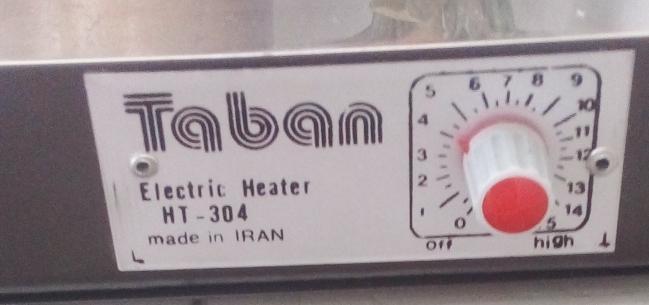 Taban
Electric Heater
HT-304
made in IRAN
0 1 2 3 4 5 6 7 8 9 10 11 12 13 14
off high